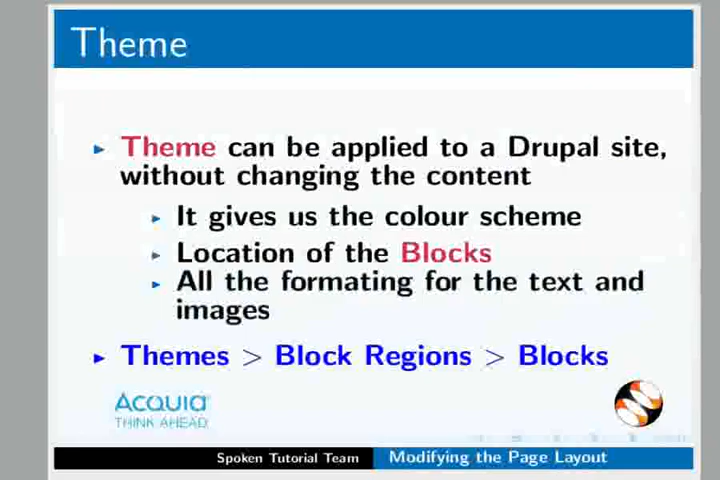 Theme
Theme can be applied to a Drupal site,
without changing the content
It gives us the colour scheme
Location of the Blocks
All the formating for the text and
images
Themes > Block Regions > Blocks
ACQUIA
THINK AHEAD.
Spoken Tutorial Team
Modifying the Page Layout